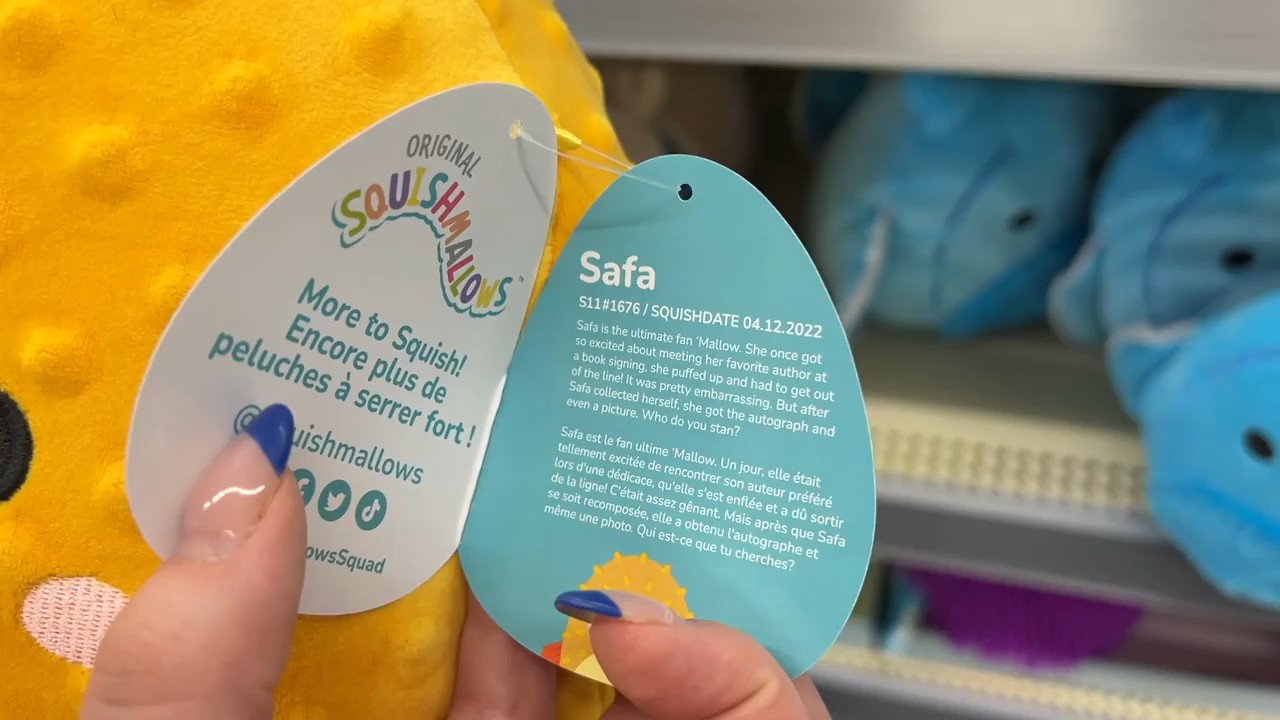 ORIGINAL
SQUISHMALLOWS
More to Squish!
Encore plus de
peluches à serrer fort !
@ uishmallows
owsSquad
Safa
S11#1676 / SQUISHDATE 04.12.2022
Safa is the ultimate fan 'Mallow. She once got
so excited about meeting her favorite author at
a book signing, she puffed up and had to get out
of the line! It was pretty embarrassing. But after
Safa collected herself, she got the autograph and
even a picture. Who do you stan?
Safa est le fan ultime 'Mallow. Un jour, elle était
tellement excitée de rencontrer son auteur préféré
lors d'une dédicace, qu'elle s'est enflée et a dû sortir
de la ligne! C'était assez gênant. Mais après que Safa
se soit recomposée, elle a obtenu l'autographe et
même une photo. Qui est-ce que tu cherches?